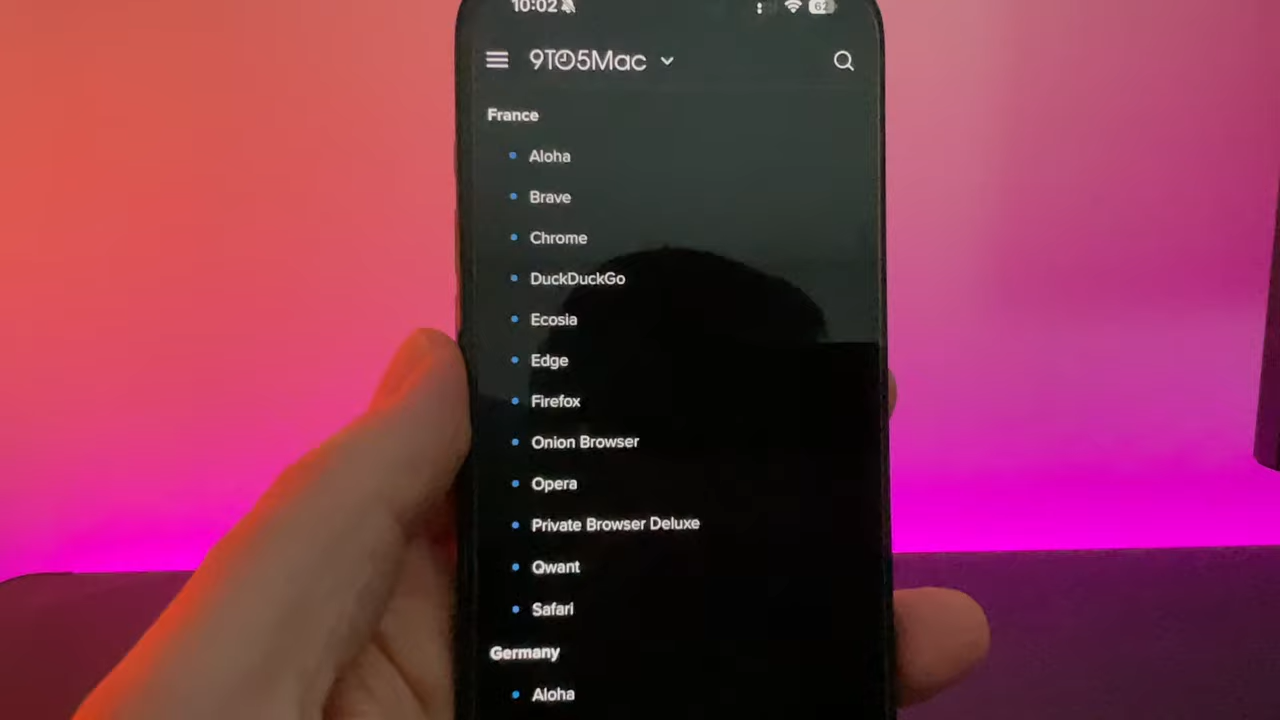 10:02
62
9TO5Mac
France
Aloha
Brave
Chrome
DuckDuckGo
Ecosia
Edge
Firefox
Onion Browser
Opera
Private Browser Deluxe
Qwant
Safari
Germany
Aloha